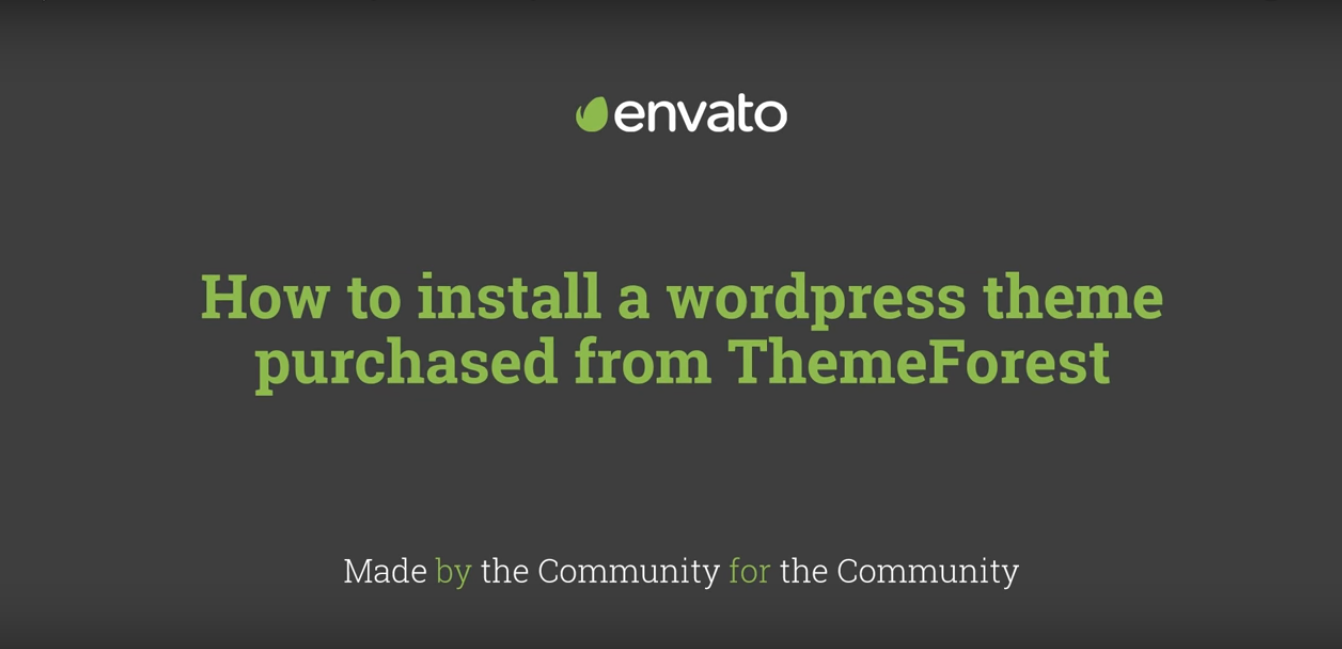 envato
How to install a wordpress theme
purchased from ThemeForest
Made by the Community for the Community